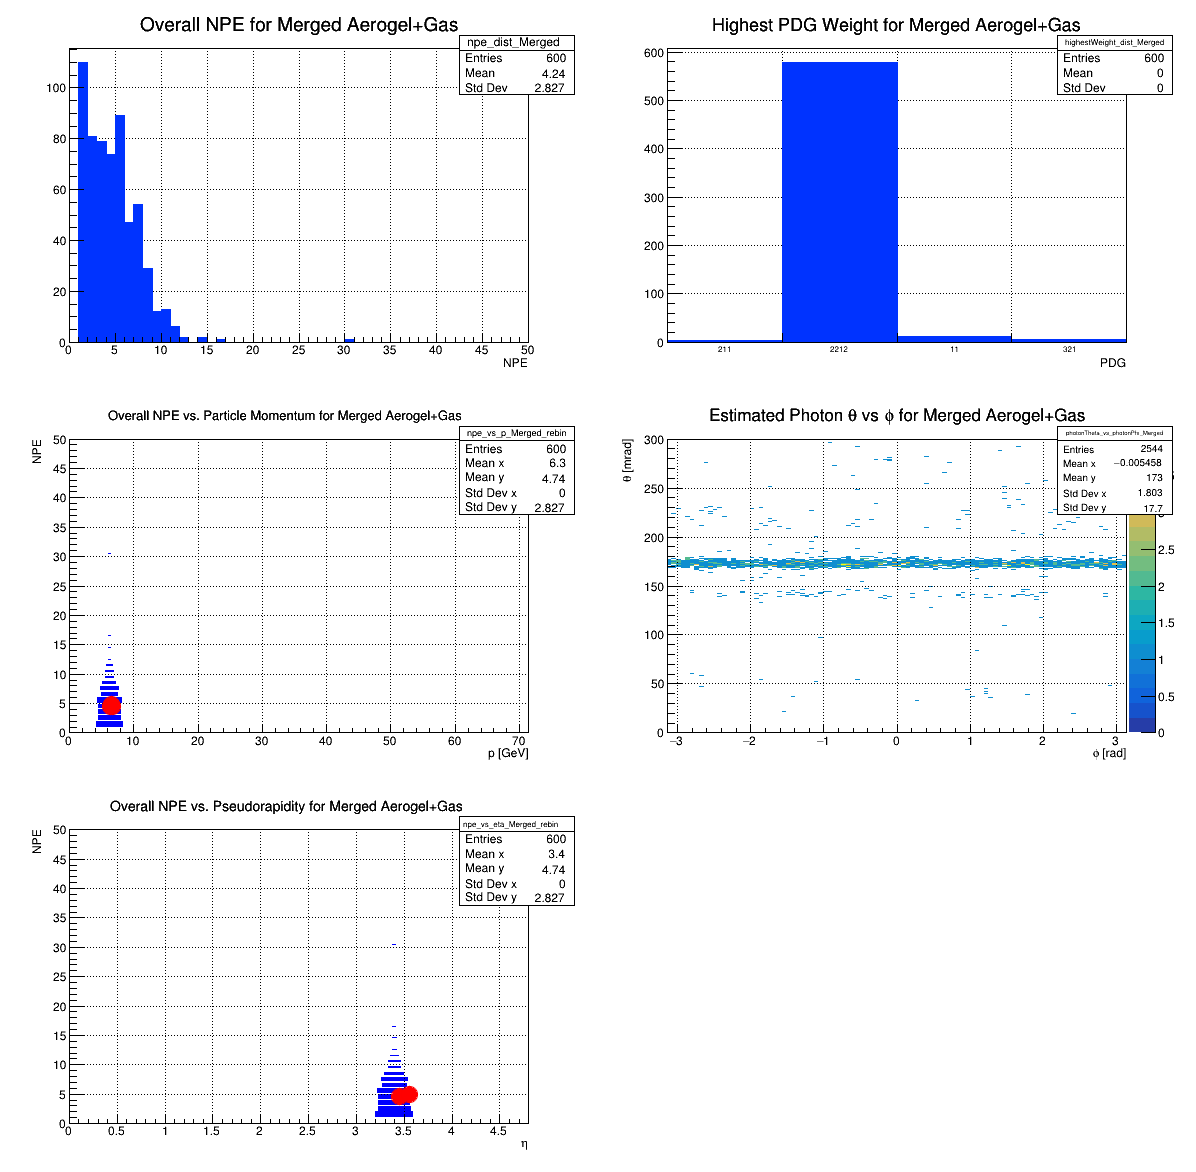 Overall NPE for Merged Aerogel+Gas
npe_dist_Merged
Entries 600
Mean 4.24
Std Dev 2.827
100
80
60
40
20
0
0 5 10 15 20 25 30 35 40 45 50
NPE
Highest PDG Weight for Merged Aerogel+Gas
highestWeight_dist_Merged
Entries 600
Mean 0
Std Dev 0
600
500
400
300
200
100
0
211 2212 11 321
PDG
Overall NPE vs. Particle Momentum for Merged Aerogel+Gas
npe_vs_p_Merged_rebin
Entries 600
Mean x 6.3
Mean y 4.74
Std Dev x 0
Std Dev y 2.827
NPE
50
45
40
35
30
25
20
15
10
5
0
0 10 20 30 40 50 60 70
p [GeV]
Estimated Photon θ vs ϕ for Merged Aerogel+Gas
photonTheta_vs_photonPhi_Merged
Entries 2544
Mean x −0.005458
Mean y 173
Std Dev x 1.803
Std Dev y 17.7
θ [mrad]
300
250
200
150
100
50
0
−3 −2 −1 0 1 2 3
ϕ [rad]
2.5
2
1.5
1
0.5
0
Overall NPE vs. Pseudorapidity for Merged Aerogel+Gas
npe_vs_eta_Merged_rebin
Entries 600
Mean x 3.4
Mean y 4.74
Std Dev x 0
Std Dev y 2.827
NPE
50
45
40
35
30
25
20
15
10
5
0
0 0.5 1 1.5 2 2.5 3 3.5 4 4.5
η